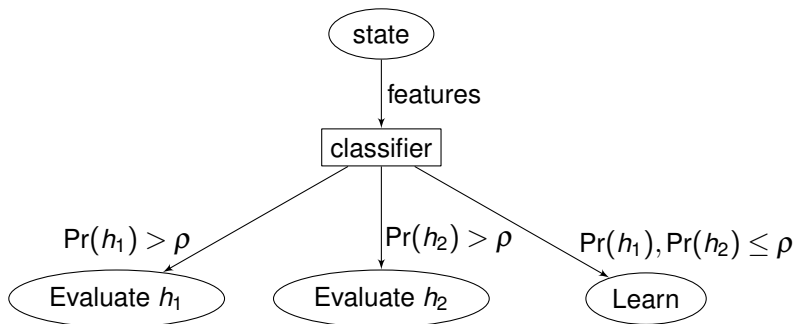 state
features
classifier
Pr(h₁) > ρ
Pr(h₂) > ρ
Pr(h₁), Pr(h₂) ≤ ρ
Evaluate h₁
Evaluate h₂
Learn